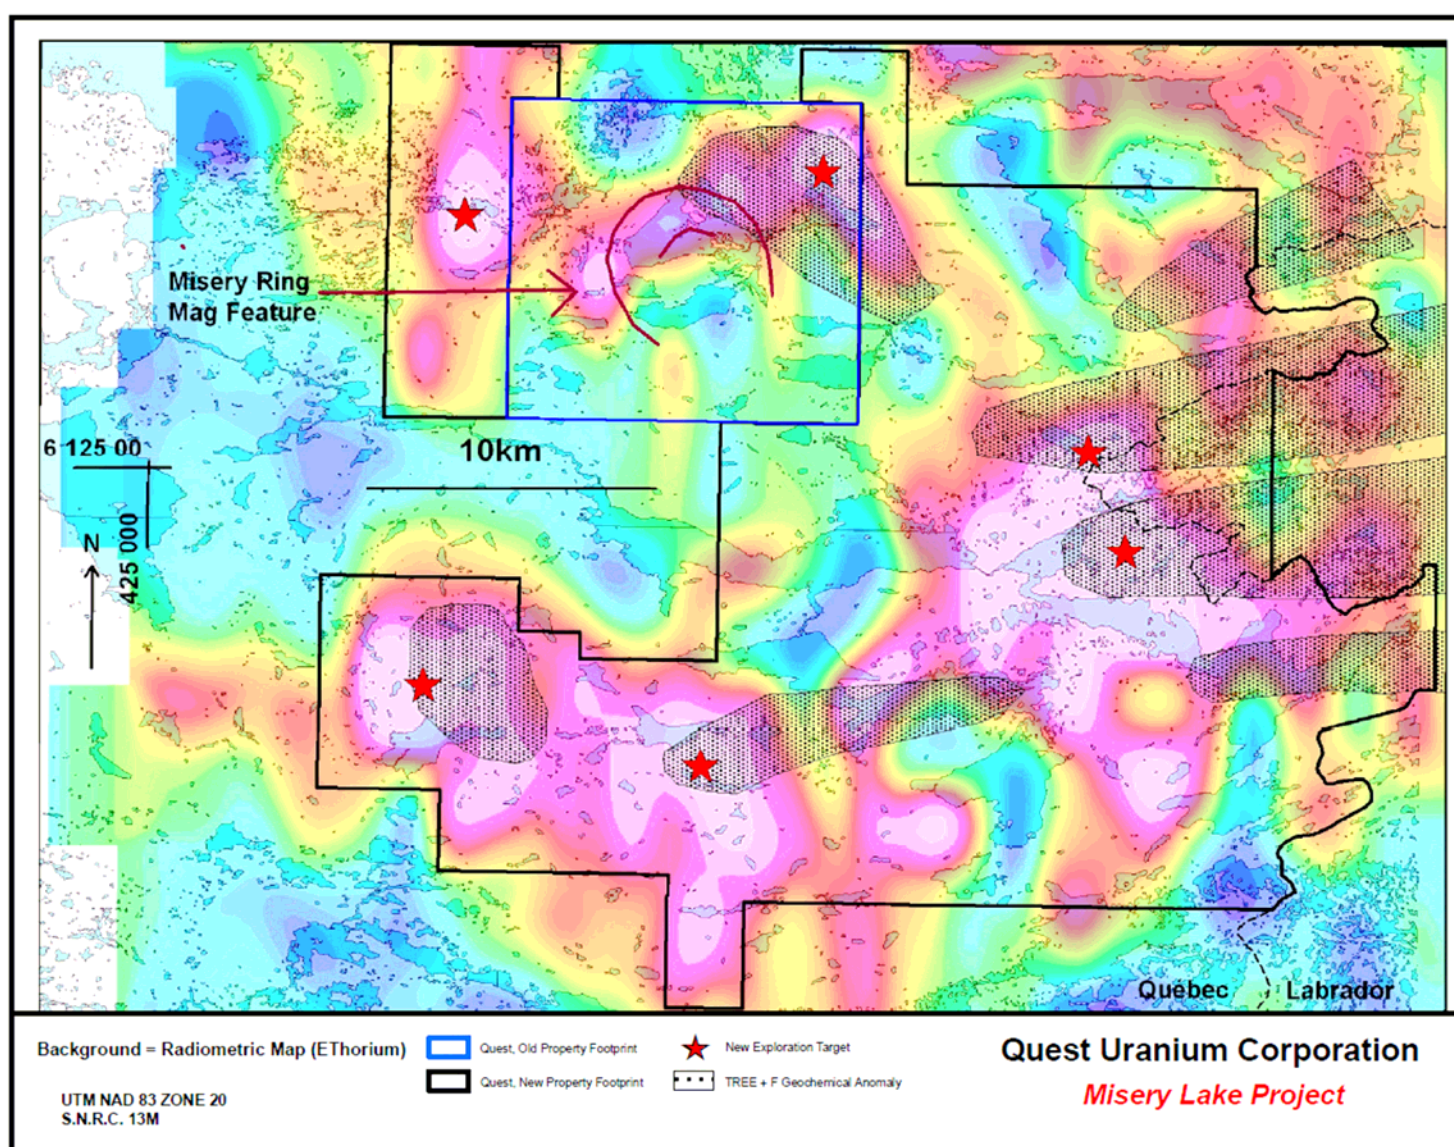 Misery Ring
Mag Feature
6 125 00
10km
N
425 000
Québec
Labrador
Background = Radiometric Map (EThorium)
UTM NAD 83 ZONE 20
S.N.R.C. 13M
Quest, Old Property Footprint
Quest, New Property Footprint
New Exploration Target
TREE + F Geochemical Anomaly
Quest Uranium Corporation
Misery Lake Project